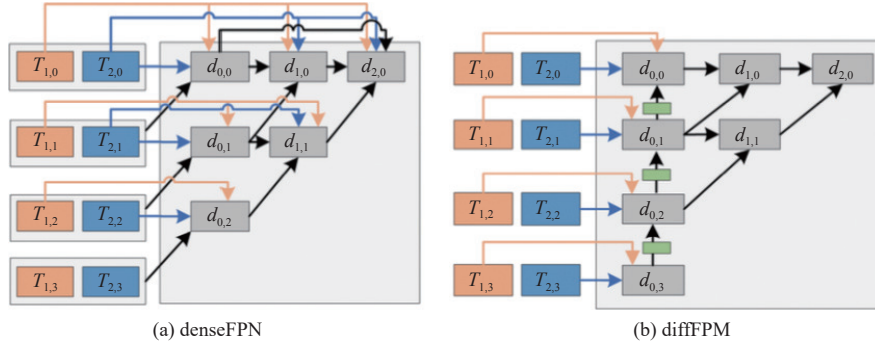 T1,0 T2,0 d0,0 d1,0 d2,0
T1,1 T2,1 d0,1 d1,1
T1,2 T2,2 d0,2
T1,3 T2,3
(a) denseFPN
T1,0 T2,0 d0,0 d1,0 d2,0
T1,1 T2,1 d0,1 d1,1
T1,2 T2,2 d0,2
T1,3 T2,3 d0,3
(b) diffFPM